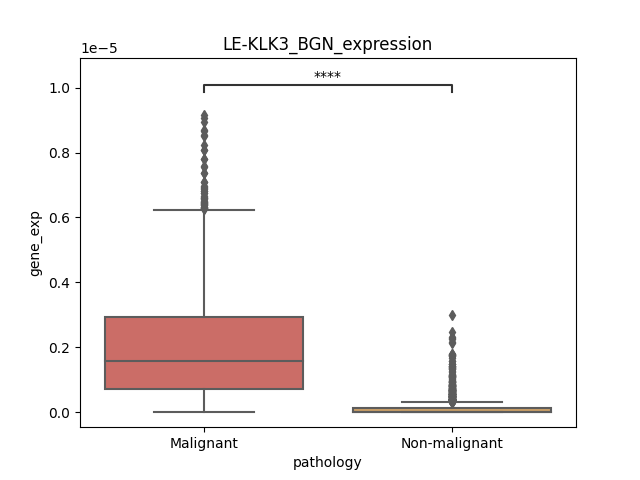 LE-KLK3_BGN_expression
1e−5
****
1.0
0.8
0.6
0.4
0.2
0.0
gene_exp
Malignant
Non-malignant
pathology